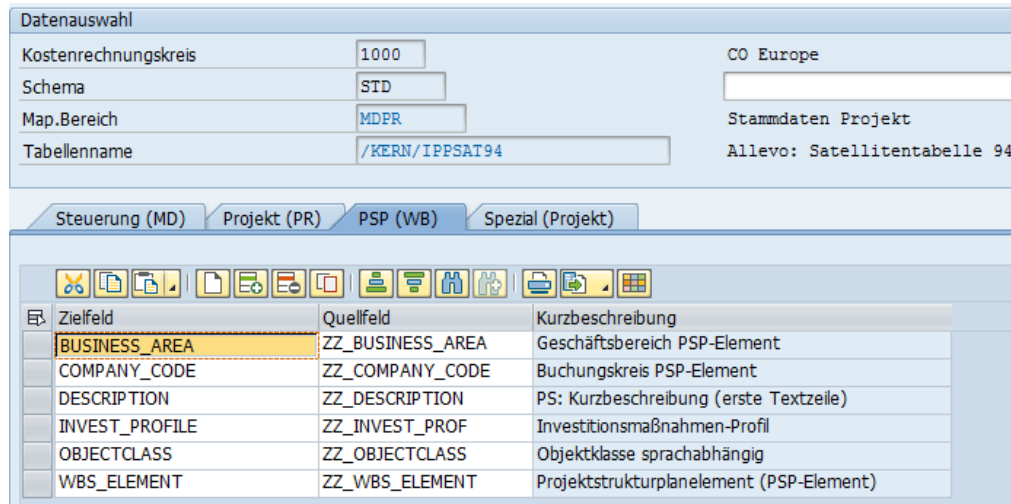 Datenauswahl
Kostenrechnungskreis 1000 CO Europe
Schema STD
Map.Bereich MDPR Stammdaten Projekt
Tabellenname /KERN/IPPSAT94 Allevo: Satellitentabelle 94
Steuerung (MD) Projekt (PR) PSP (WB) Spezial (Projekt)
Zielfeld Quellfeld Kurzbeschreibung
BUSINESS_AREA ZZ_BUSINESS_AREA Geschäftsbereich PSP-Element
COMPANY_CODE ZZ_COMPANY_CODE Buchungskreis PSP-Element
DESCRIPTION ZZ_DESCRIPTION PS: Kurzbeschreibung (erste Textzeile)
INVEST_PROFILE ZZ_INVEST_PROF Investitionsmaßnahmen-Profil
OBJECTCLASS ZZ_OBJECTCLASS Objektklasse sprachabhängig
WBS_ELEMENT ZZ_WBS_ELEMENT Projektstrukturplanelement (PSP-Element)